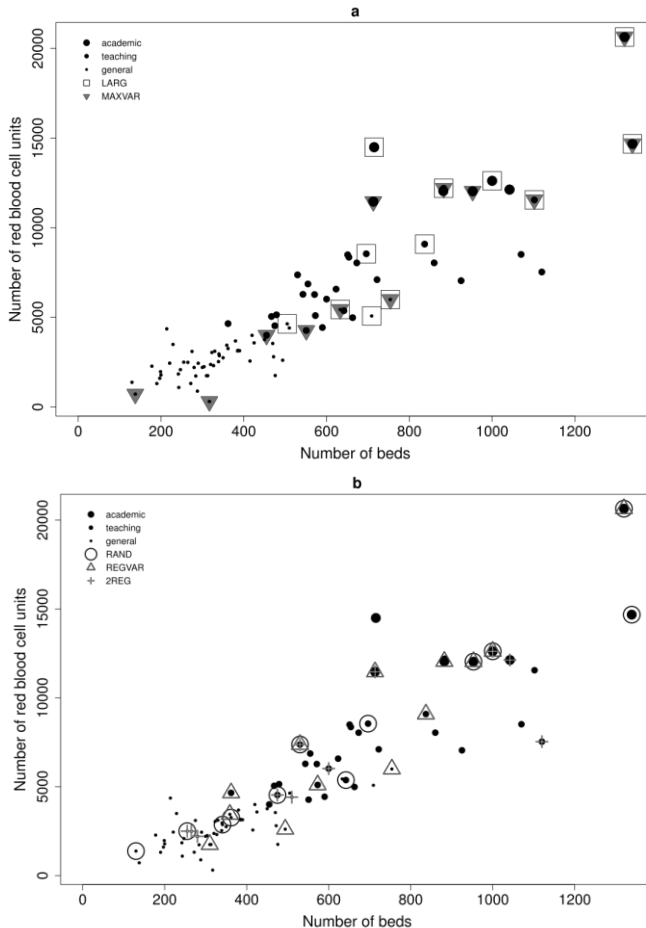 a
academic
teaching
general
LARG
MAXVAR
Number of red blood cell units
0
5000
10000
15000
20000
0
200
400
600
800
1000
1200
Number of beds
b
academic
teaching
general
RAND
REGVAR
2REG
Number of red blood cell units
0
5000
10000
15000
20000
0
200
400
600
800
1000
1200
Number of beds